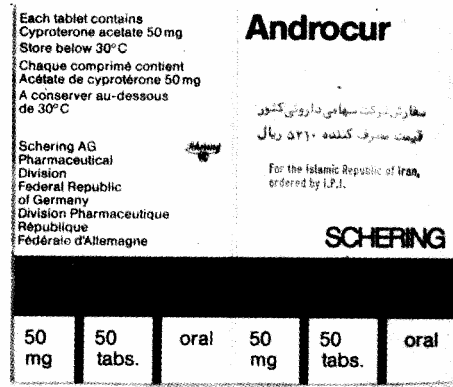 Each tablet contains
Cyproterone acetate 50 mg
Store below 30° C
Chaque comprimé contient
Acétate de cyprotérone 50 mg
A conserver au-dessous
de 30° C
Schering AG
Pharmaceutical
Division
Federal Republic
of Germany
Division Pharmaceutique
République
Fédérale d'Allemagne
Schering
Androcur
سفارش شرکت سهامی داروئی کشور
قیمت مصرف کننده ۵۲۱۰ ریال
For the Islamic Republic of Iran,
ordered by I.P.I.
SCHERING
50 mg
50 tabs.
oral
50 mg
50 tabs.
oral